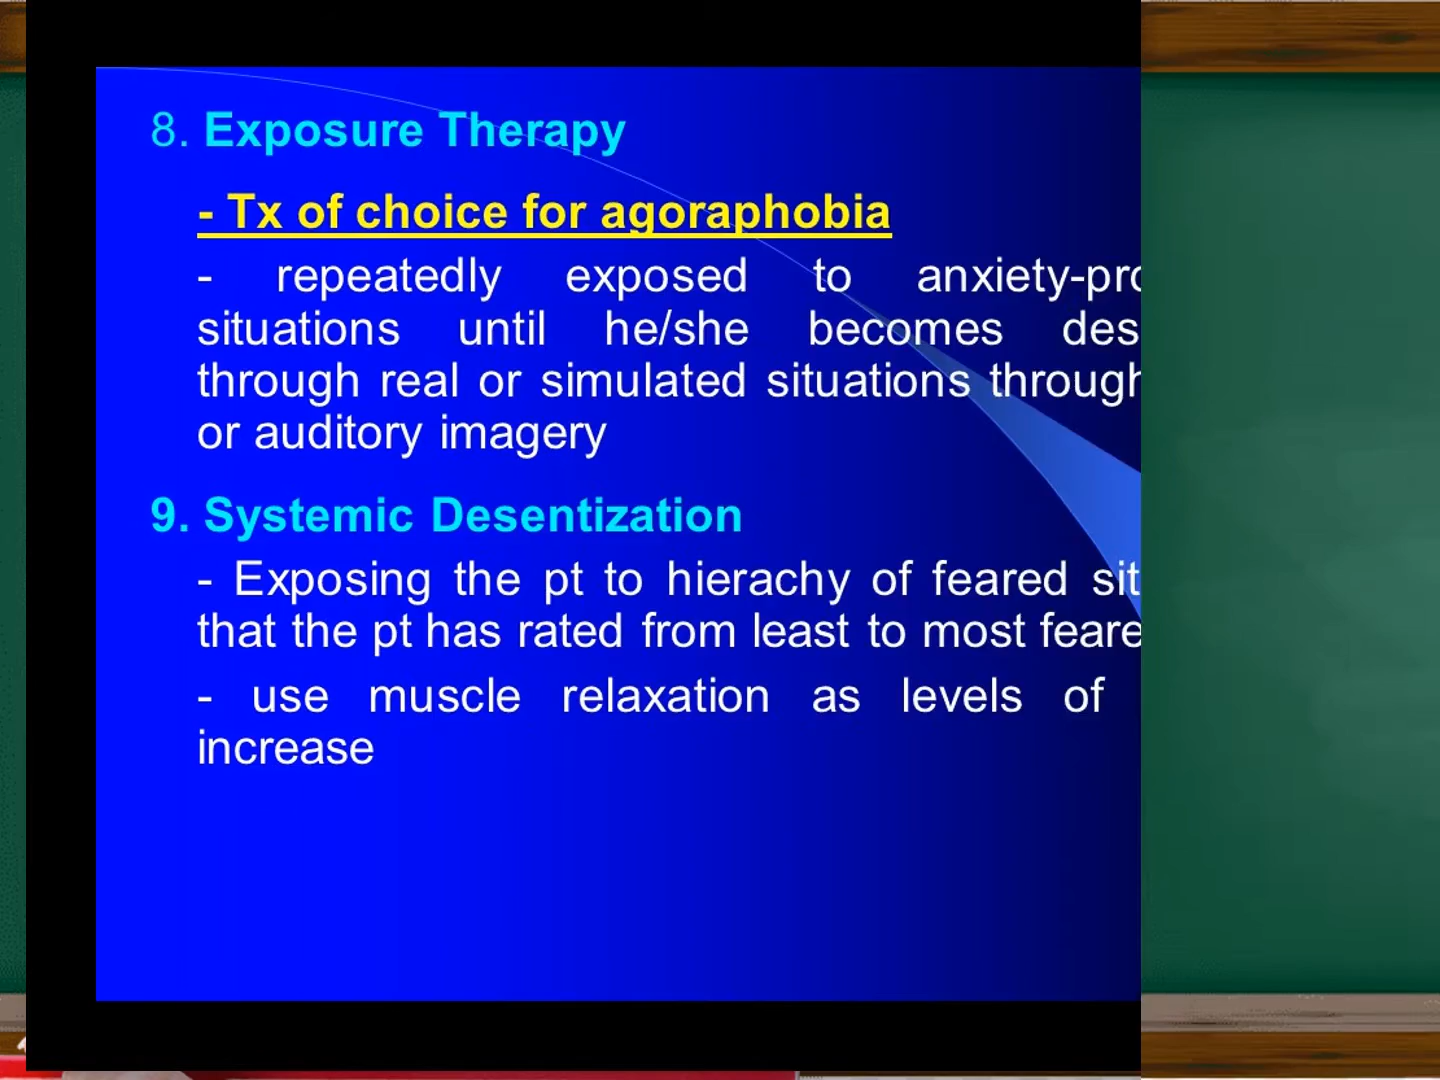 8. Exposure Therapy
- Tx of choice for agoraphobia
- repeatedly exposed to anxiety-pro
situations until he/she becomes des
through real or simulated situations through
or auditory imagery
9. Systemic Desentization
- Exposing the pt to hierachy of feared sit
that the pt has rated from least to most feare
- use muscle relaxation as levels of
increase